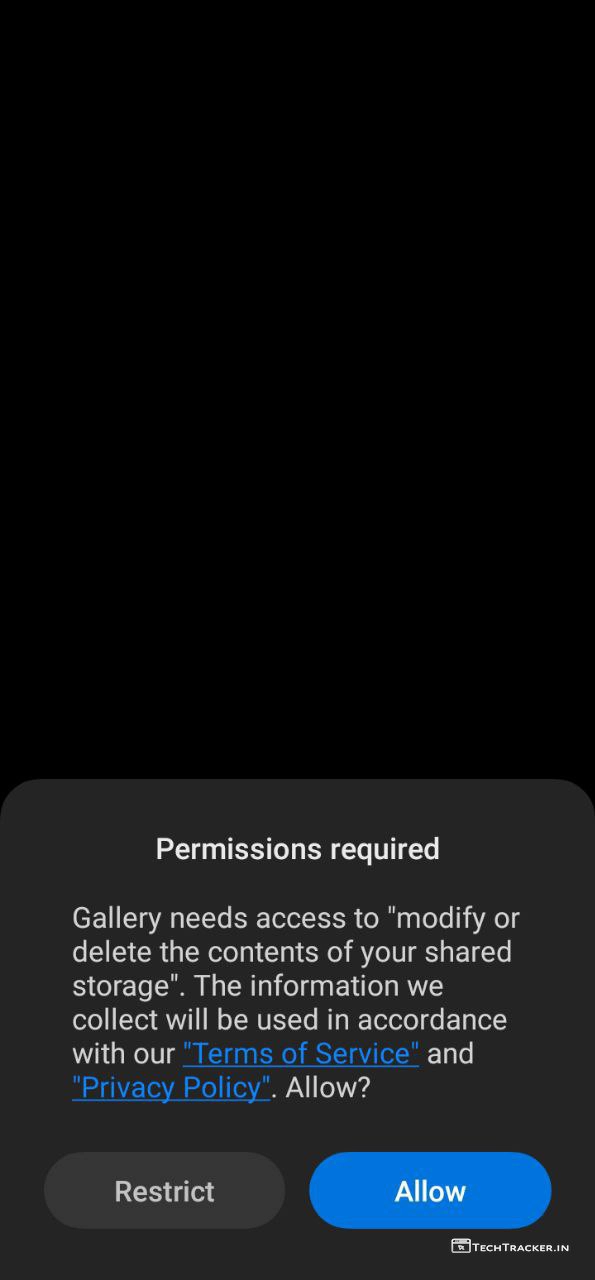 Permissions required
Gallery needs access to "modify or
delete the contents of your shared
storage". The information we
collect will be used in accordance
with our "Terms of Service" and
"Privacy Policy". Allow?
Restrict
Allow
TechTracker.in